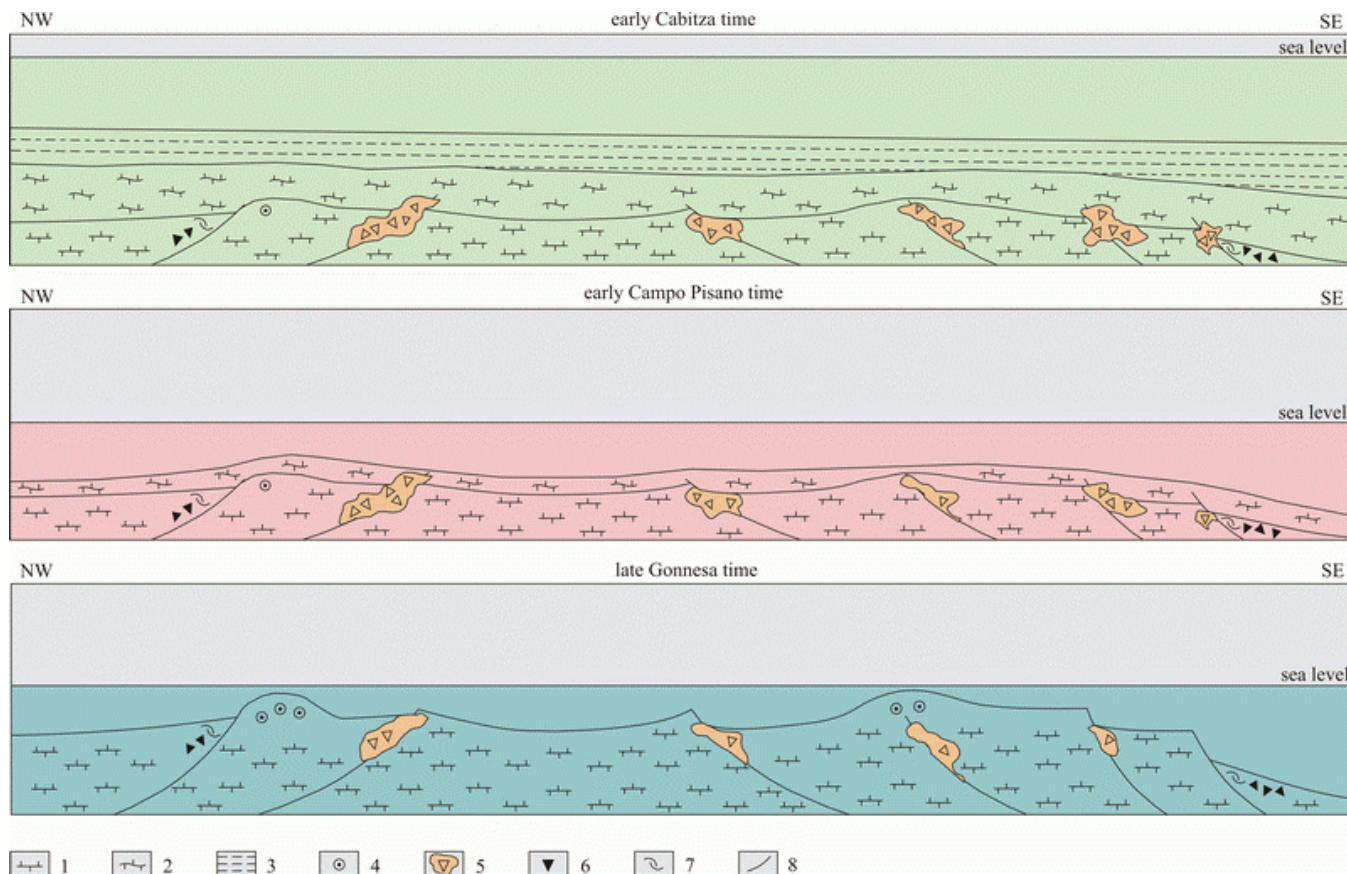 NW early Cabitza time SE
sea level
NW early Campo Pisano time SE
sea level
NW late Gonnesa time SE
sea level
1 2 3 4 5 6 7 8